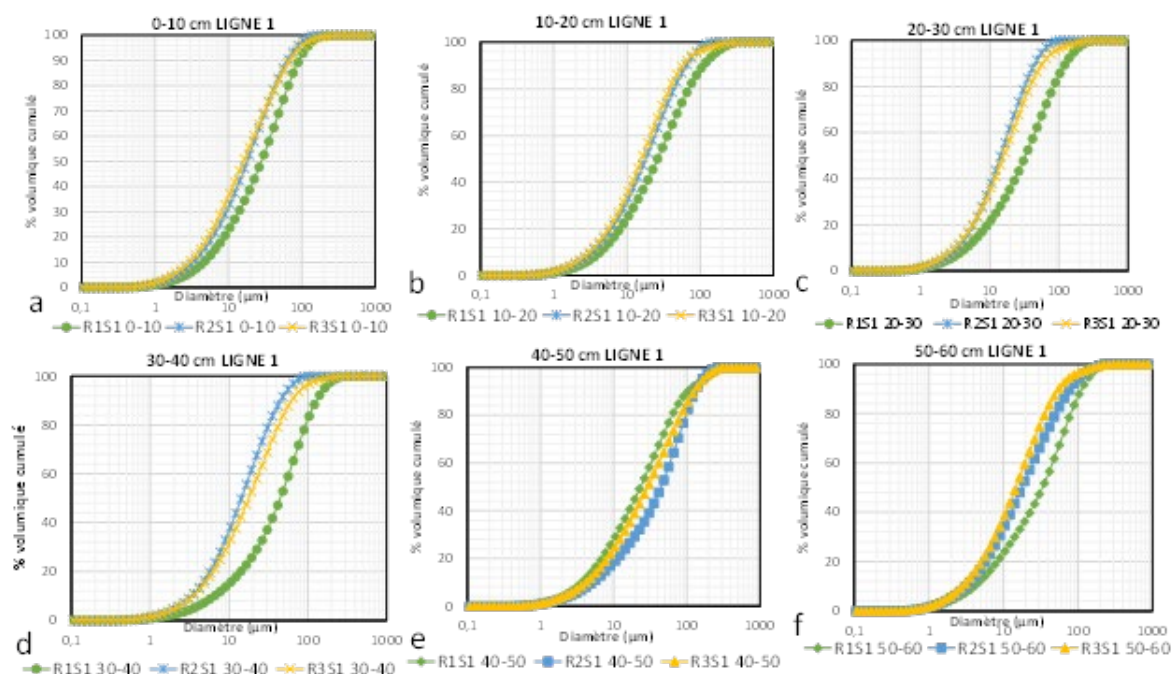 0-10 cm LIGNE 1
100
90
80
70
60
50
40
30
20
10
0
% volumique cumulé
0,1 1 10 100 1000
Diamètre (µm)
a
R1S1 0-10 R2S1 0-10 R3S1 0-10
10-20 cm LIGNE 1
100
80
60
40
20
0
% volumique cumulé
0,1 1 10 100 1000
Diamètre (µm)
b
R1S1 10-20 R2S1 10-20 R3S1 10-20
20-30 cm LIGNE 1
100
80
60
40
20
0
% volumique cumulé
0,1 1 10 100 1000
Diamètre (µm)
c
R1S1 20-30 R2S1 20-30 R3S1 20-30
30-40 cm LIGNE 1
100
80
60
40
20
0
% volumique cumulé
0,1 1 10 100 1000
Diamètre (µm)
d
R1S1 30-40 R2S1 30-40 R3S1 30-40
40-50 cm LIGNE 1
100
80
60
40
20
0
% volumique cumulé
0,1 1 10 100 1000
Diamètre (µm)
e
R1S1 40-50 R2S1 40-50 R3S1 40-50
50-60 cm LIGNE 1
100
80
60
40
20
0
% volumique cumulé
0,1 1 10 100 1000
Diamètre (µm)
f
R1S1 50-60 R2S1 50-60 R3S1 50-60